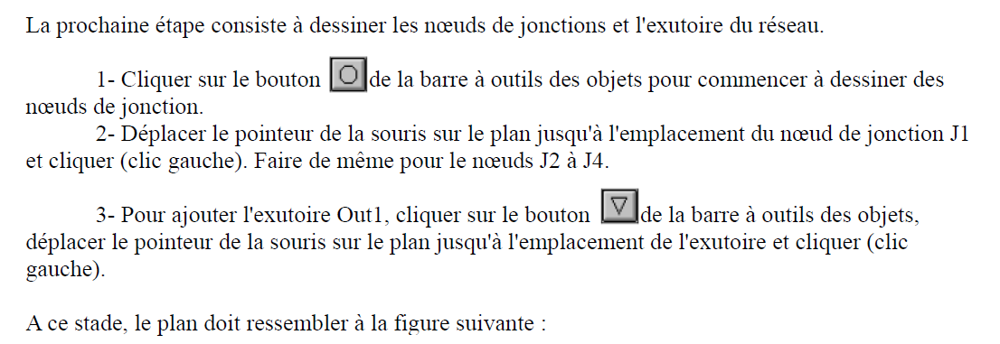 La prochaine étape consiste à dessiner les nœuds de jonctions et l'exutoire du réseau.
1- Cliquer sur le bouton de la barre à outils des objets pour commencer à dessiner des
nœuds de jonction.
2- Déplacer le pointeur de la souris sur le plan jusqu'à l'emplacement du nœud de jonction J1
et cliquer (clic gauche). Faire de même pour le nœuds J2 à J4.
3- Pour ajouter l'exutoire Out1, cliquer sur le bouton de la barre à outils des objets,
déplacer le pointeur de la souris sur le plan jusqu'à l'emplacement de l'exutoire et cliquer (clic
gauche).
A ce stade, le plan doit ressembler à la figure suivante :